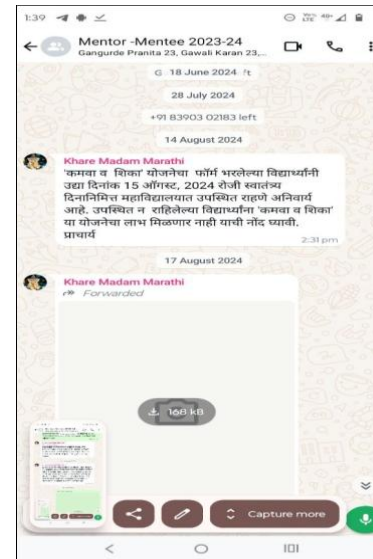 1:39
Mentor -Mentee 2023-24
Gangurde Pranita 23, Gawali Karan 23,...
18 June 2024
28 July 2024
+91 83903 02183 left
14 August 2024
Khare Madam Marathi
'कमवा व शिका' योजनेचा फॉर्म भरलेल्या विद्यार्थ्यांनी
उद्या दिनांक 15 ऑगस्ट, 2024 रोजी स्वातंत्र्य
दिनानिमित्त महाविद्यालयात उपस्थित राहणे अनिवार्य
आहे. उपस्थित न राहिलेल्या विद्यार्थ्यांना 'कमवा व शिका'
या योजनेचा लाभ मिळणार नाही याची नोंद घ्यावी.
प्राचार्य
2:31 pm
17 August 2024
Khare Madam Marathi
Forwarded
168 kB
Capture more